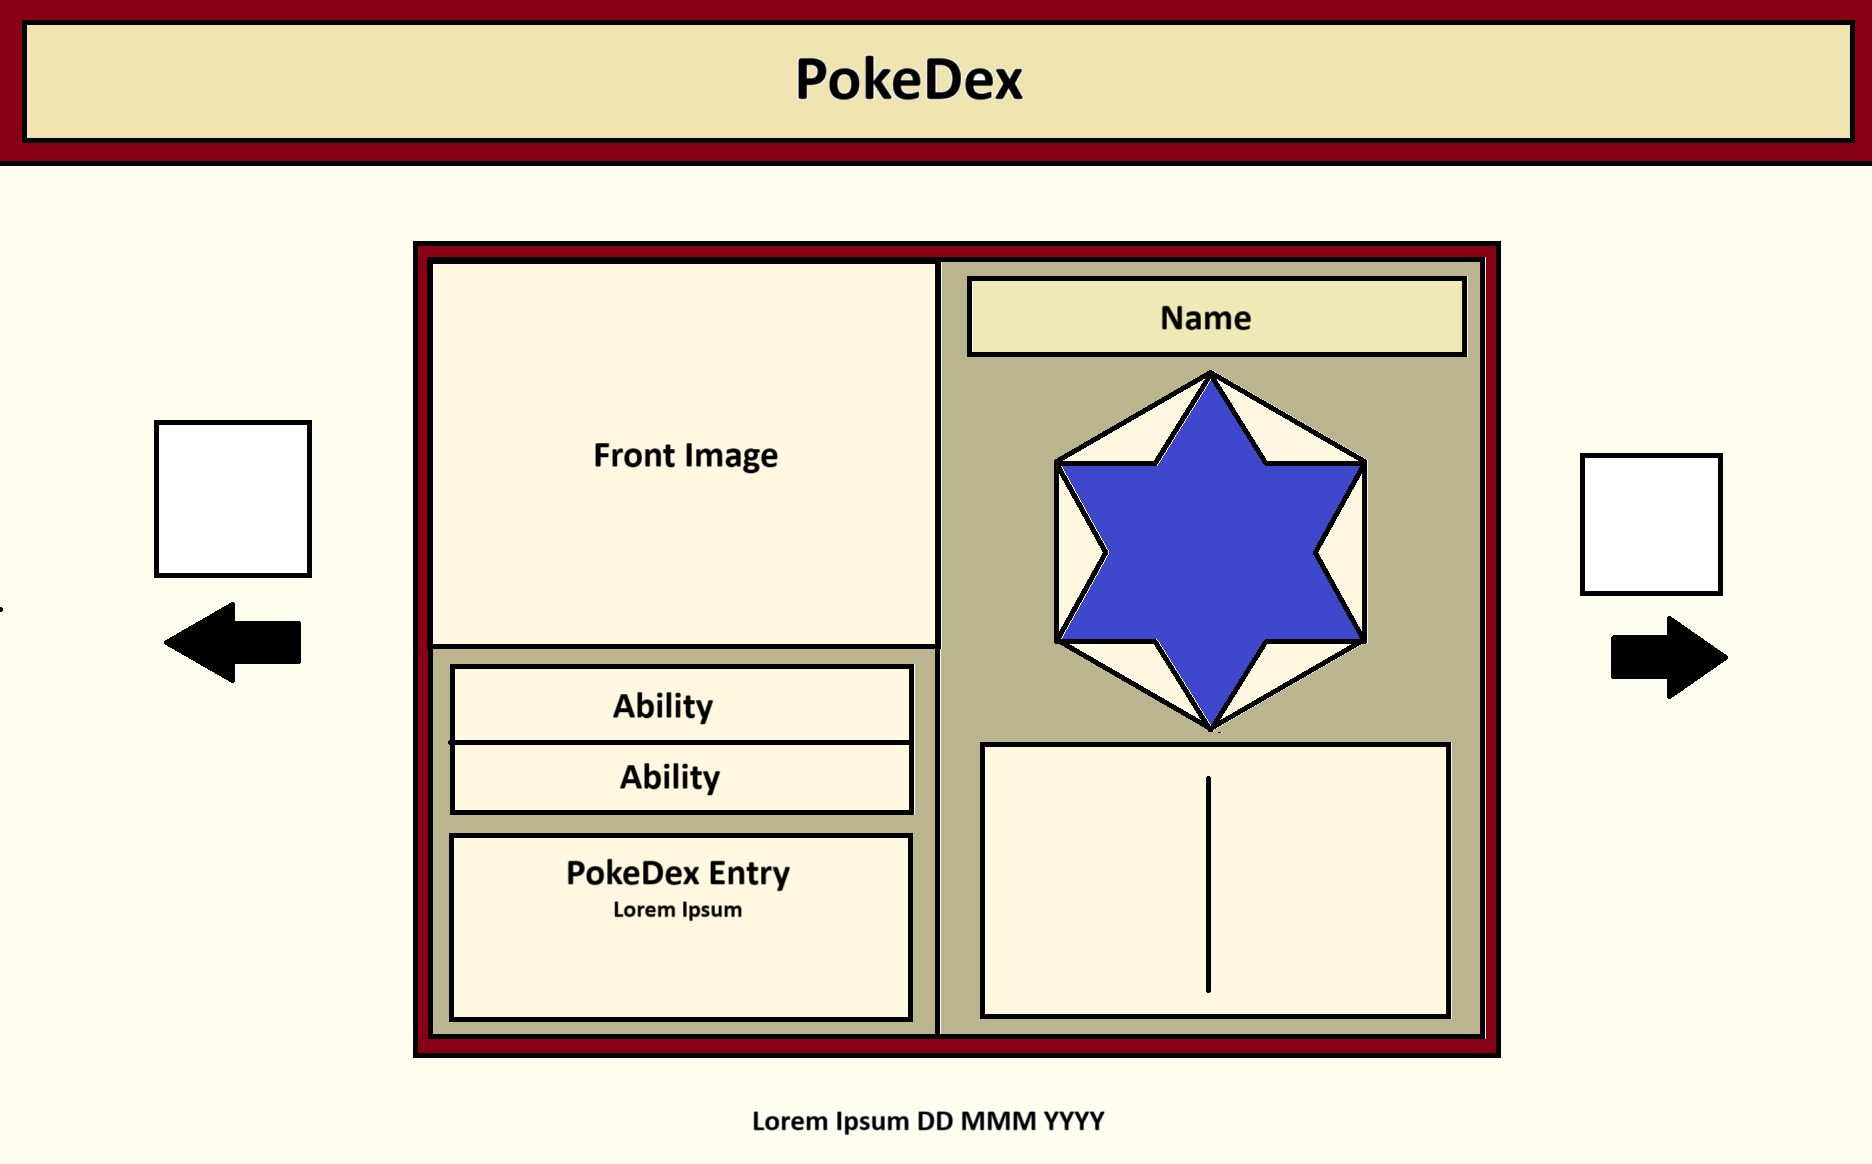 PokeDex
Front Image
Name
Ability
Ability
PokeDex Entry
Lorem Ipsum
Lorem Ipsum DD MMM YYYY